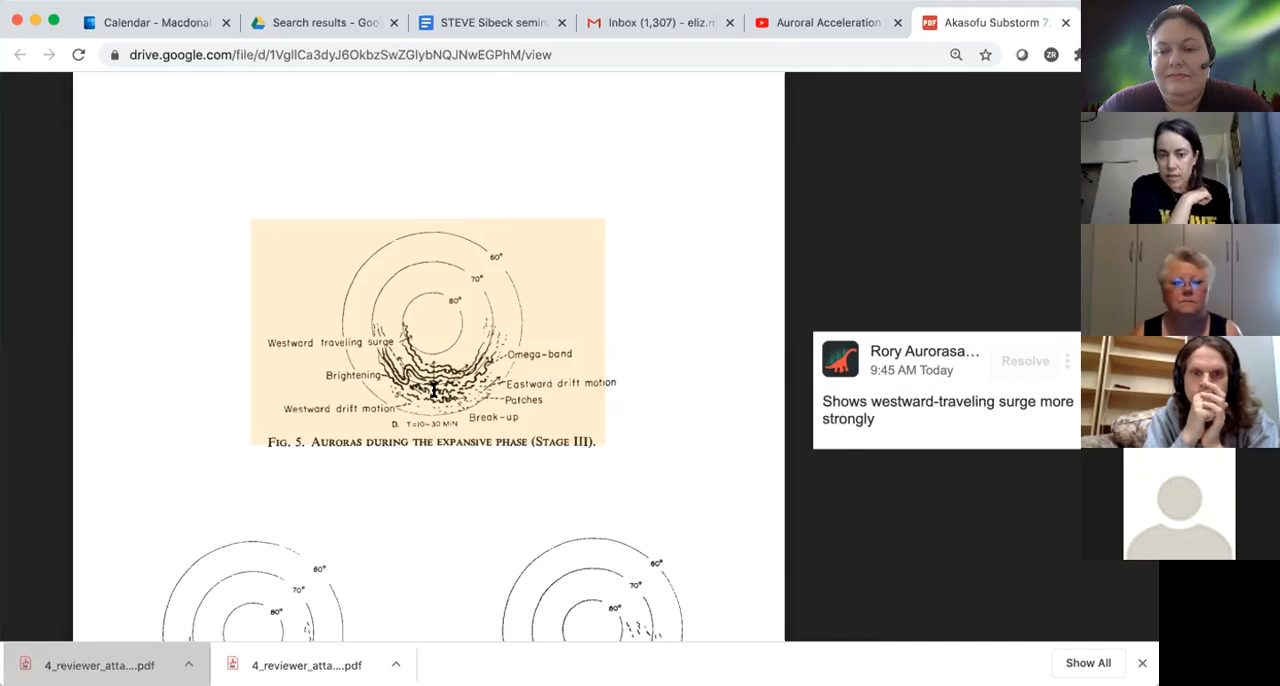 Calendar - Macdonal
Search results - Goo
STEVE Sibeck semin
Inbox (1,307) - eliz.m
Auroral Acceleration
PDF
Akasofu Substorm 7.
drive.google.com/file/d/1VgllCa3dyJ6OkbzSwZGlybNQJNwEGPhM/view
ZR
60°
70°
80°
Westward traveling surge
Omega-band
Brightening
Eastward drift motion
Patches
Westward drift motion
Break-up
D. T=10~30 MIN
FIG. 5. AURORAS DURING THE EXPANSIVE PHASE (STAGE III).
Rory Aurorasa...
Resolve
9:45 AM Today
Shows westward-traveling surge more
strongly
60°
70°
80°
60°
70°
80°
4_reviewer_atta....pdf
4_reviewer_atta....pdf
Show All